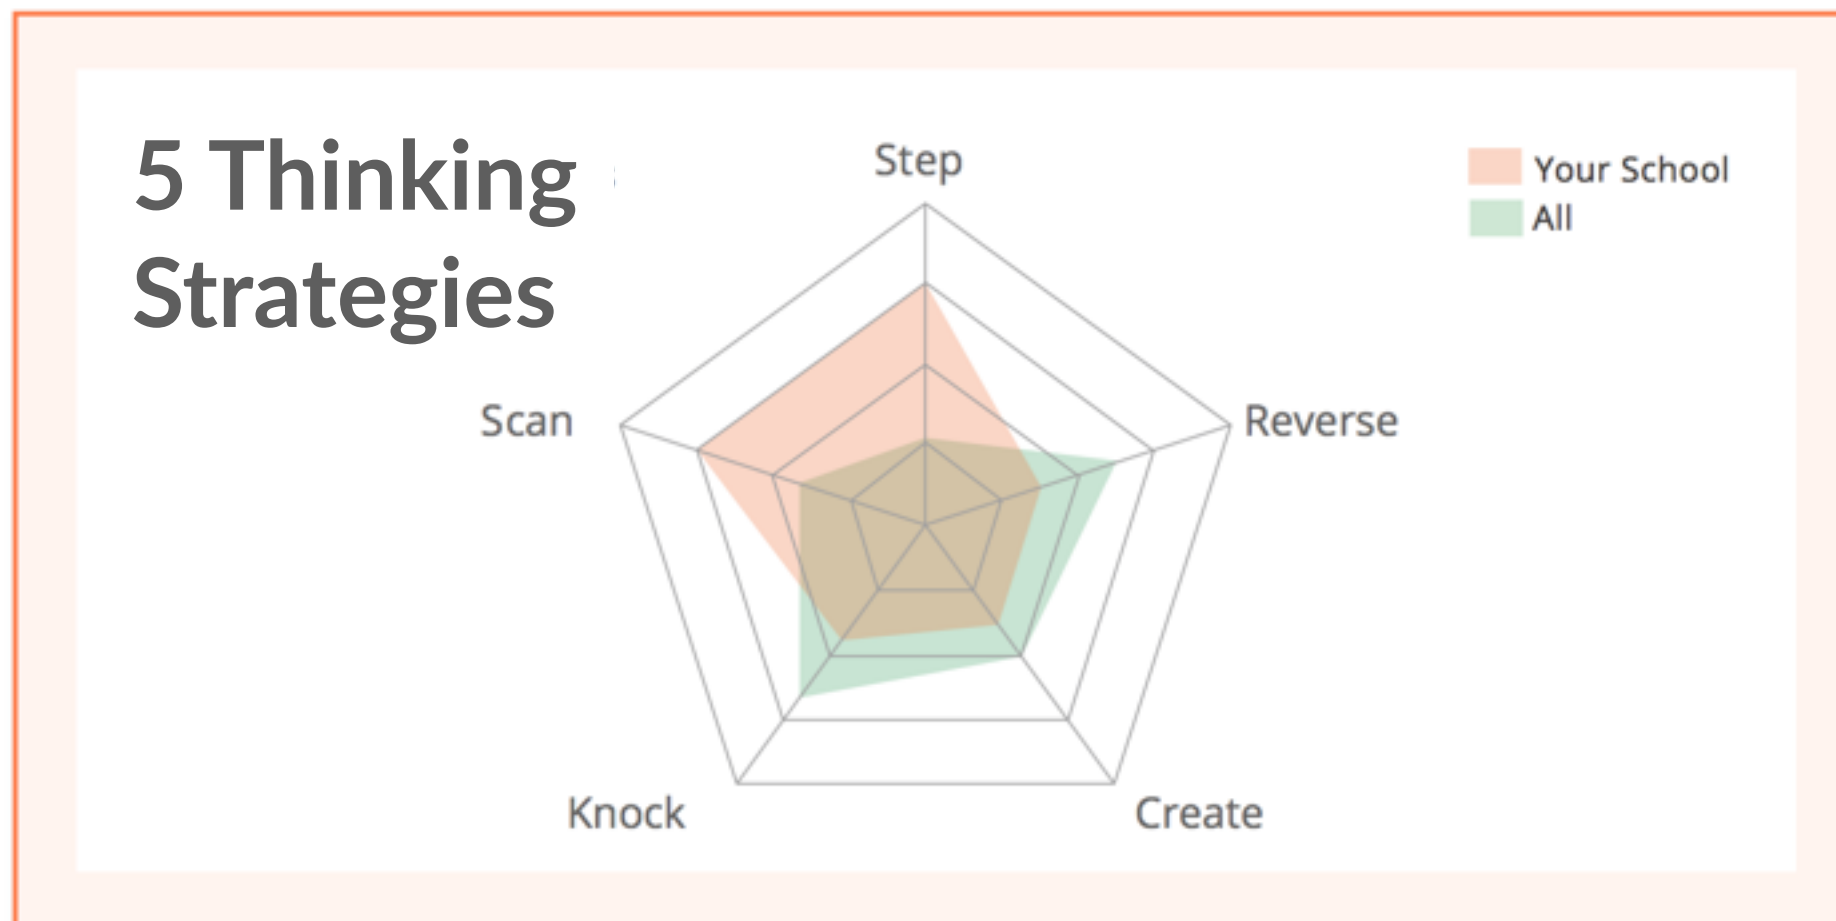 5 Thinking
Strategies
Step
Your School
All
Scan
Reverse
Knock
Create